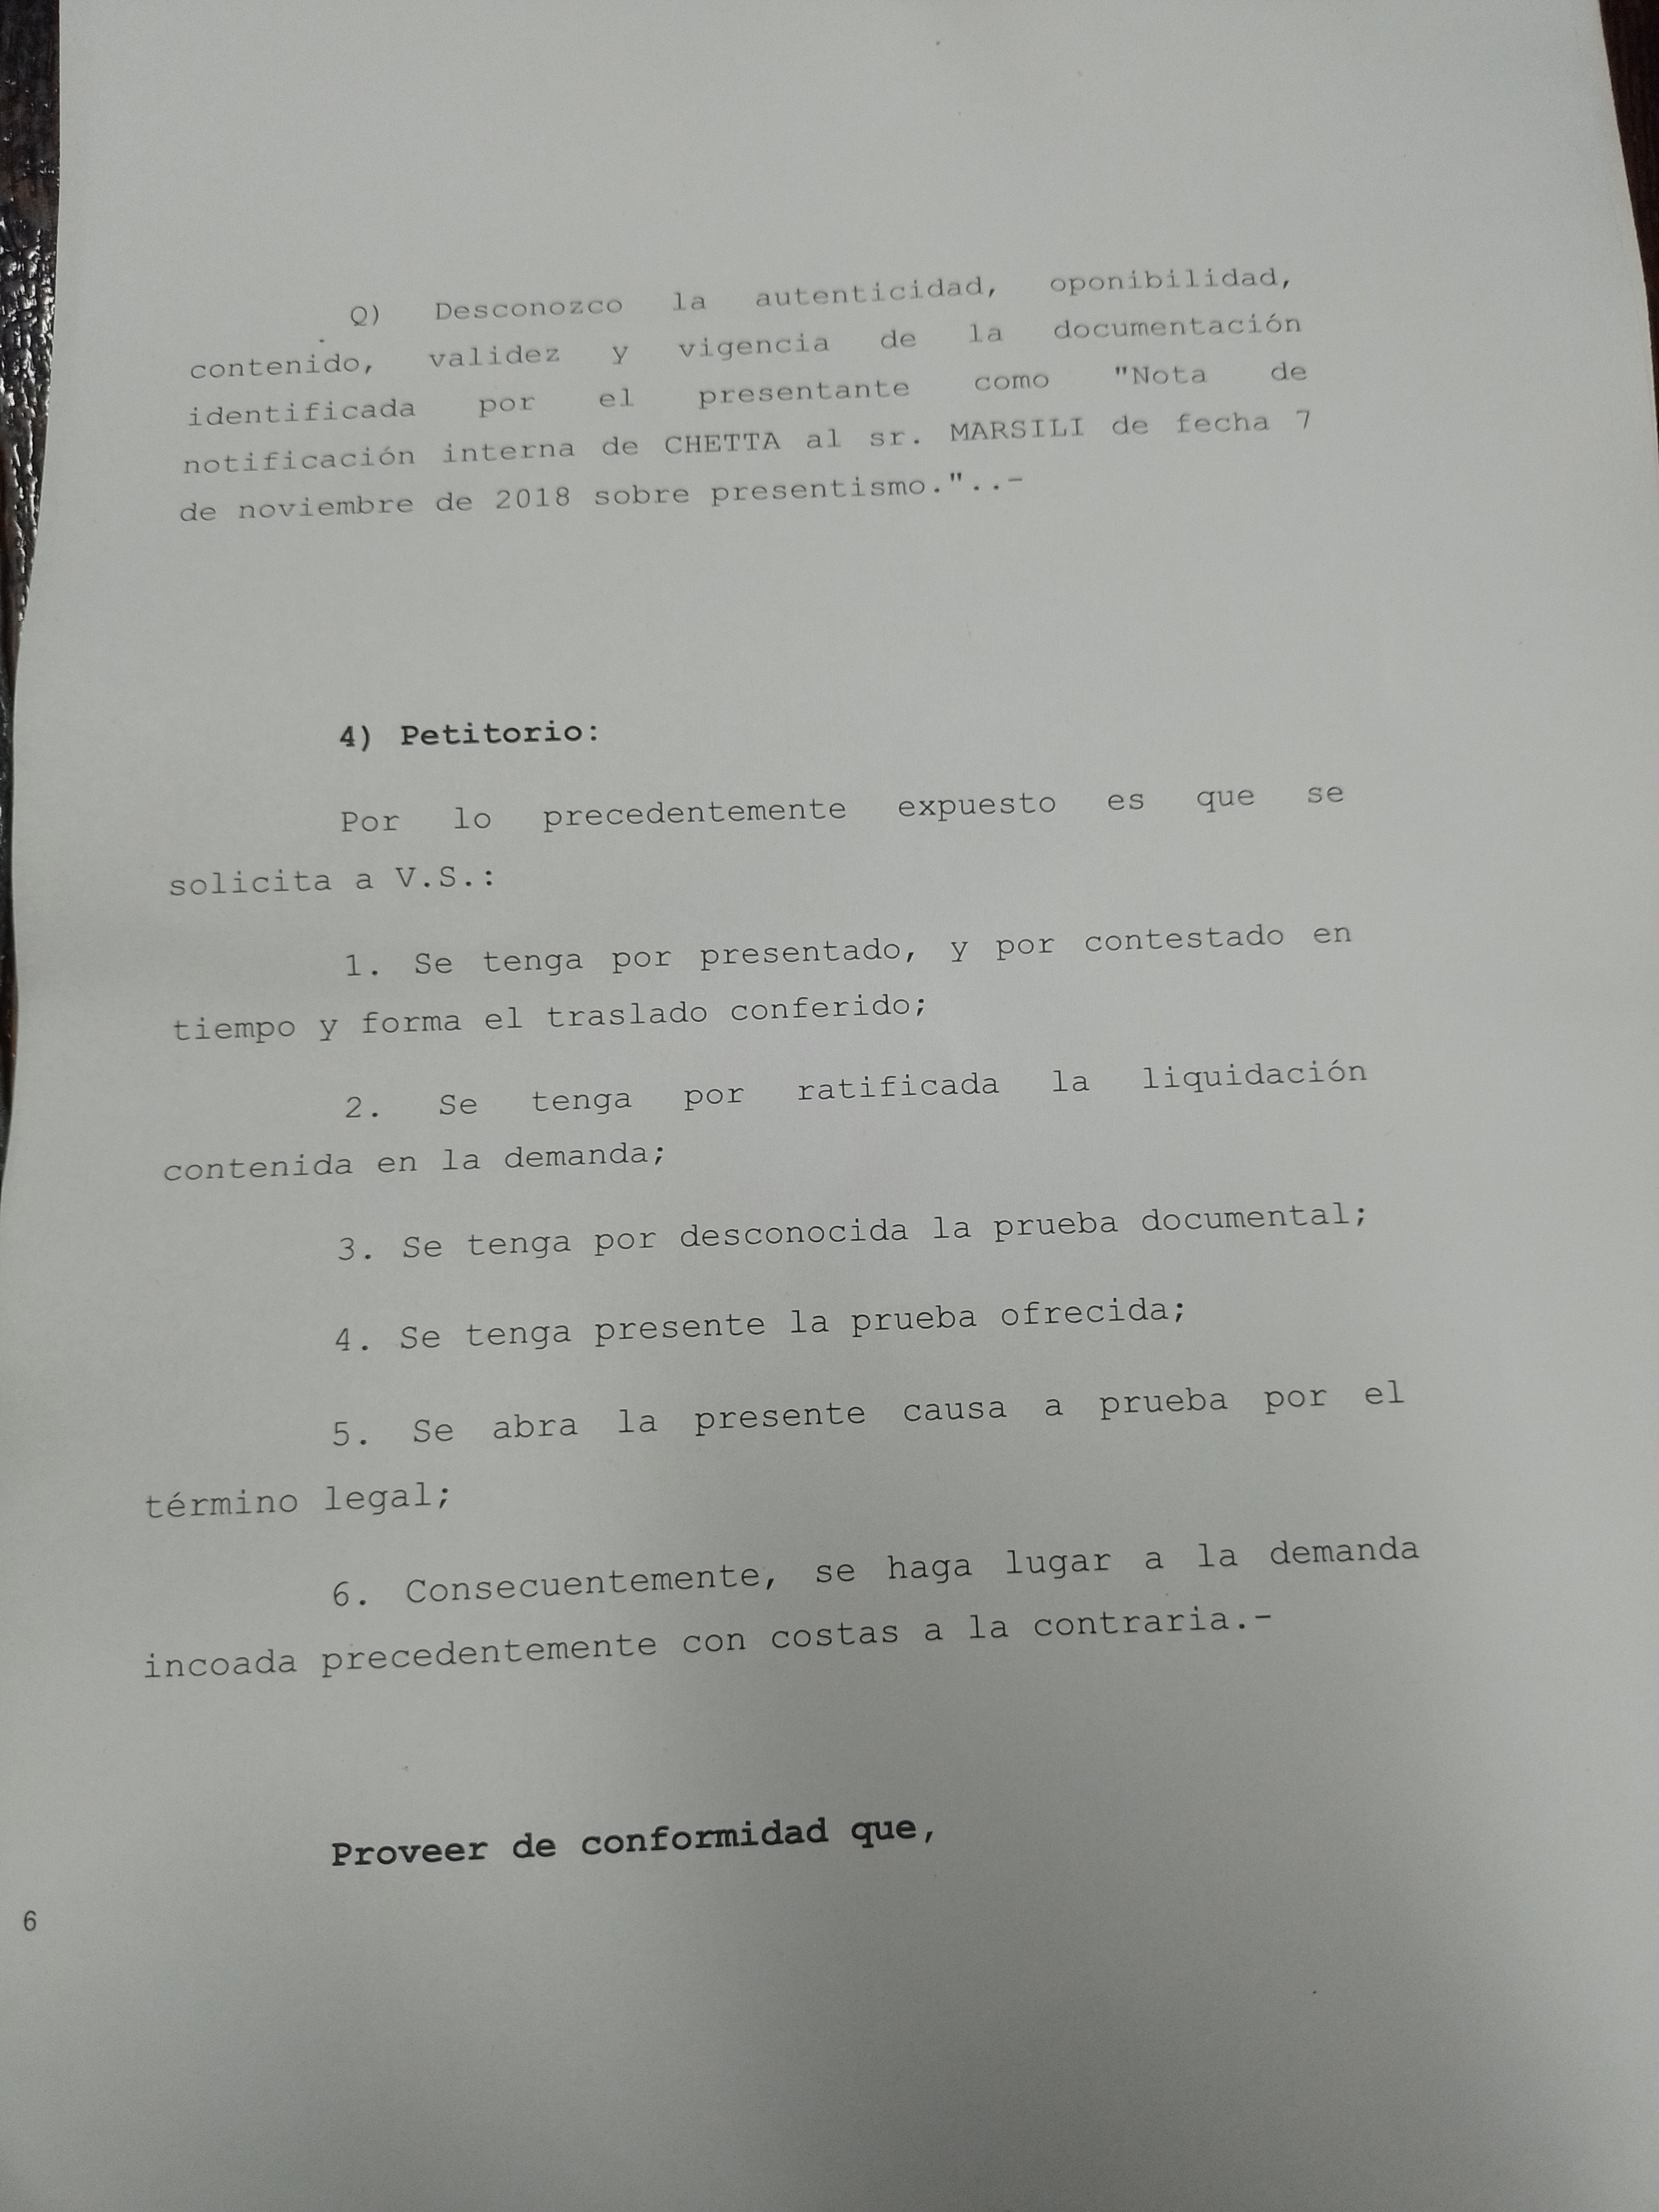 Q) Desconozco la autenticidad, oponibilidad,
contenido, validez y vigencia de la documentación
identificada por el presentante como "Nota de
notificación interna de CHETTA al sr. MARSILI de fecha 7
de noviembre de 2018 sobre presentismo."..-
4) Petitorio:
Por lo precedentemente expuesto es que se
solicita a V.S.:
1. Se tenga por presentado, y por contestado en
tiempo y forma el traslado conferido;
2. Se tenga por ratificada la liquidación
contenida en la demanda;
3. Se tenga por desconocida la prueba documental;
4. Se tenga presente la prueba ofrecida;
5. Se abra la presente causa a prueba por el
término legal;
6. Consecuentemente, se haga lugar a la demanda
incoada precedentemente con costas a la contraria.-
Proveer de conformidad que,
6